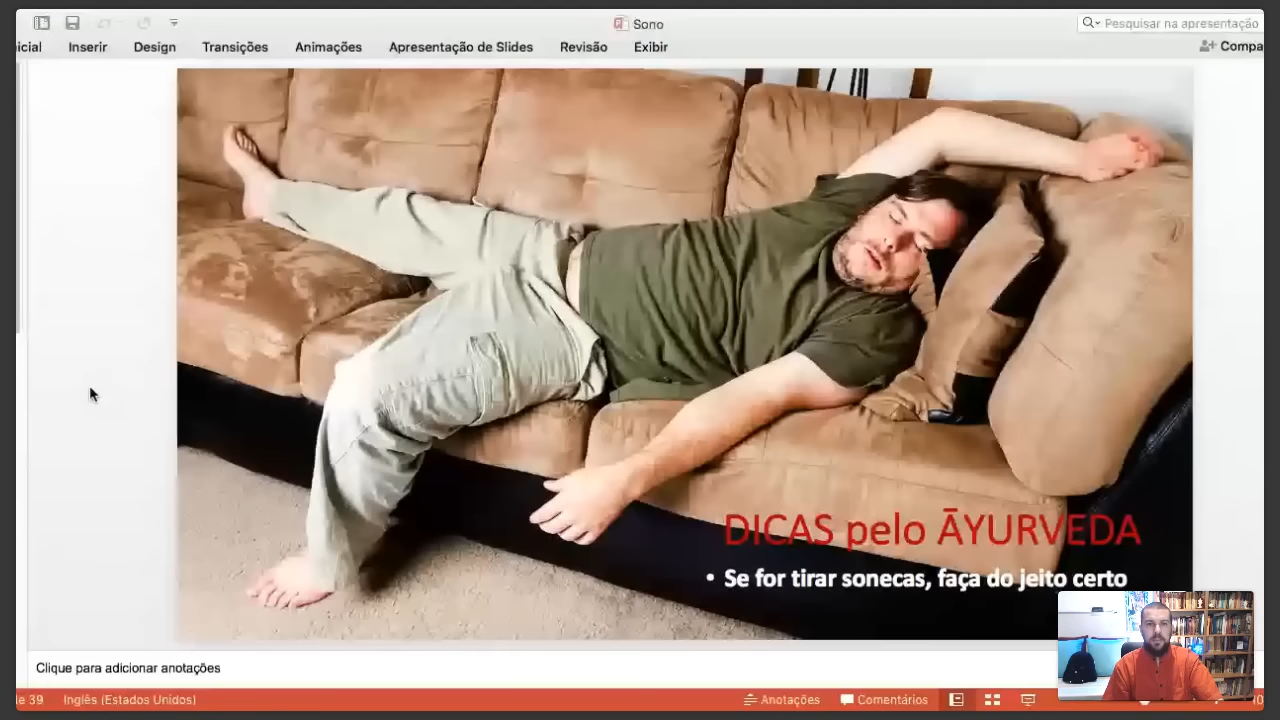 Sono
Pesquisar na apresentação
icial Inserir Design Transições Animações Apresentação de Slides Revisão Exibir Compa
DICAS pelo ĀYURVEDA
• Se for tirar sonecas, faça do jeito certo
Clique para adicionar anotações
de 39 Inglês (Estados Unidos) Anotações Comentários